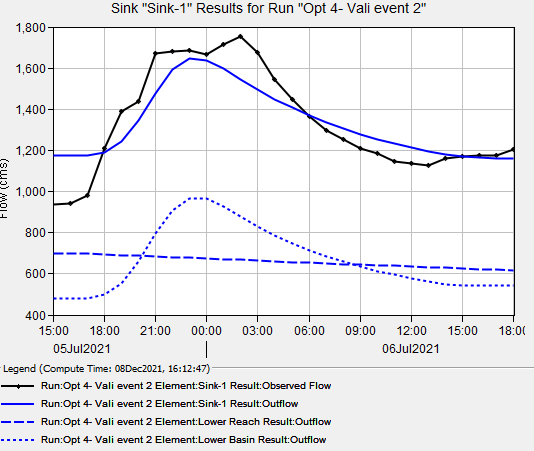 Sink "Sink-1" Results for Run "Opt 4- Vali event 2"
1,800
1,600
1,400
1,200
1,000
800
600
400
Flow (cms)
15:00 18:00 21:00 00:00 03:00 06:00 09:00 12:00 15:00 18:00
05Jul2021 06Jul2021
Legend (Compute Time: 08Dec2021, 16:12:47)
Run:Opt 4- Vali event 2 Element:Sink-1 Result:Observed Flow
Run:Opt 4- Vali event 2 Element:Sink-1 Result:Outflow
Run:Opt 4- Vali event 2 Element:Lower Reach Result:Outflow
Run:Opt 4- Vali event 2 Element:Lower Basin Result:Outflow